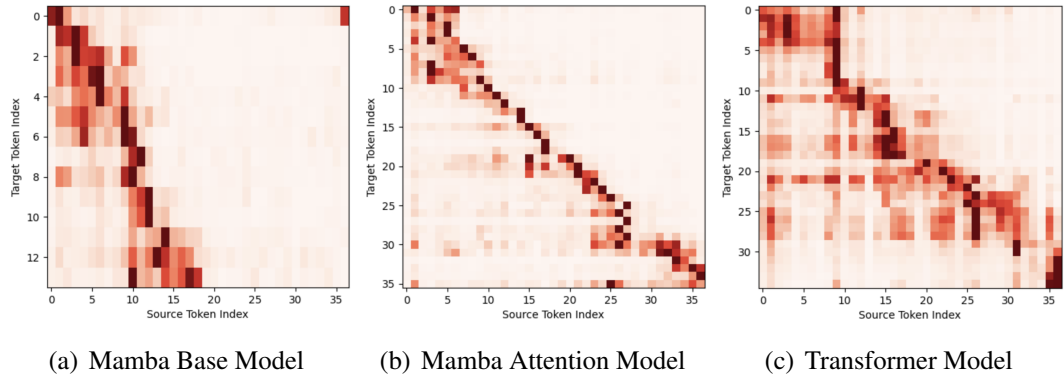 0
2
4
6
8
10
12
Target Token Index
0 5 10 15 20 25 30 35
Source Token Index
0
5
10
15
20
25
30
35
Target Token Index
0 5 10 15 20 25 30 35
Source Token Index
0
5
10
15
20
25
30
Target Token Index
0 5 10 15 20 25 30 35
Source Token Index
(a) Mamba Base Model
(b) Mamba Attention Model
(c) Transformer Model